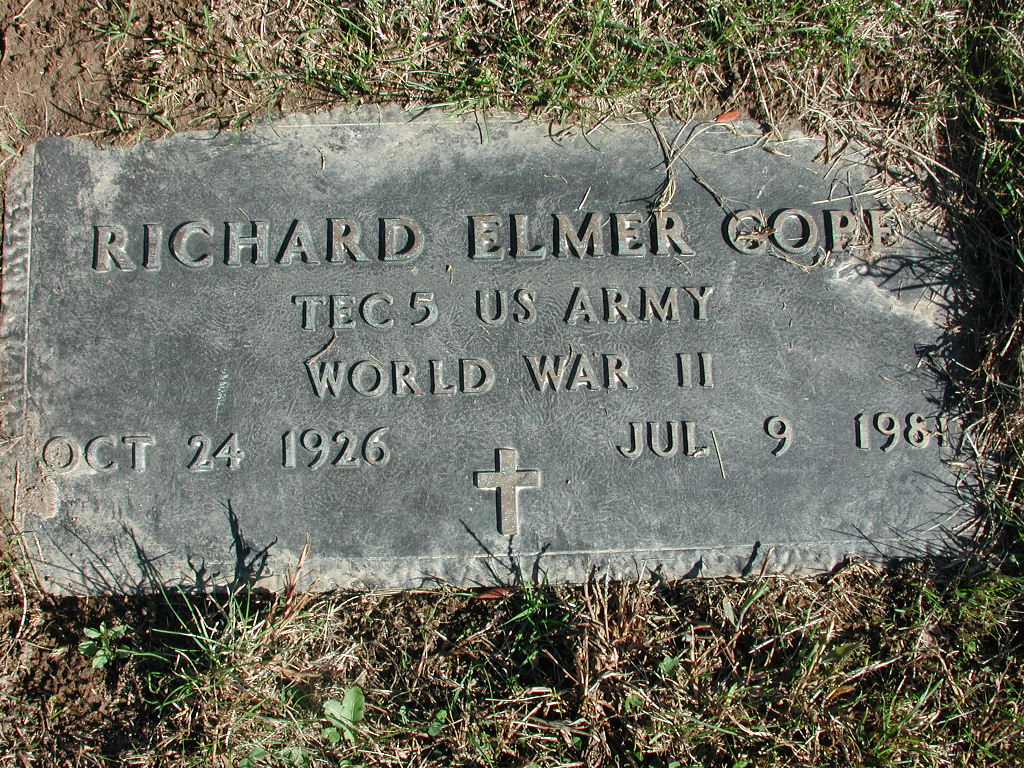 RICHARD ELMER COPE
TEC 5 US ARMY
WORLD WAR II
OCT 24 1926 JUL 9